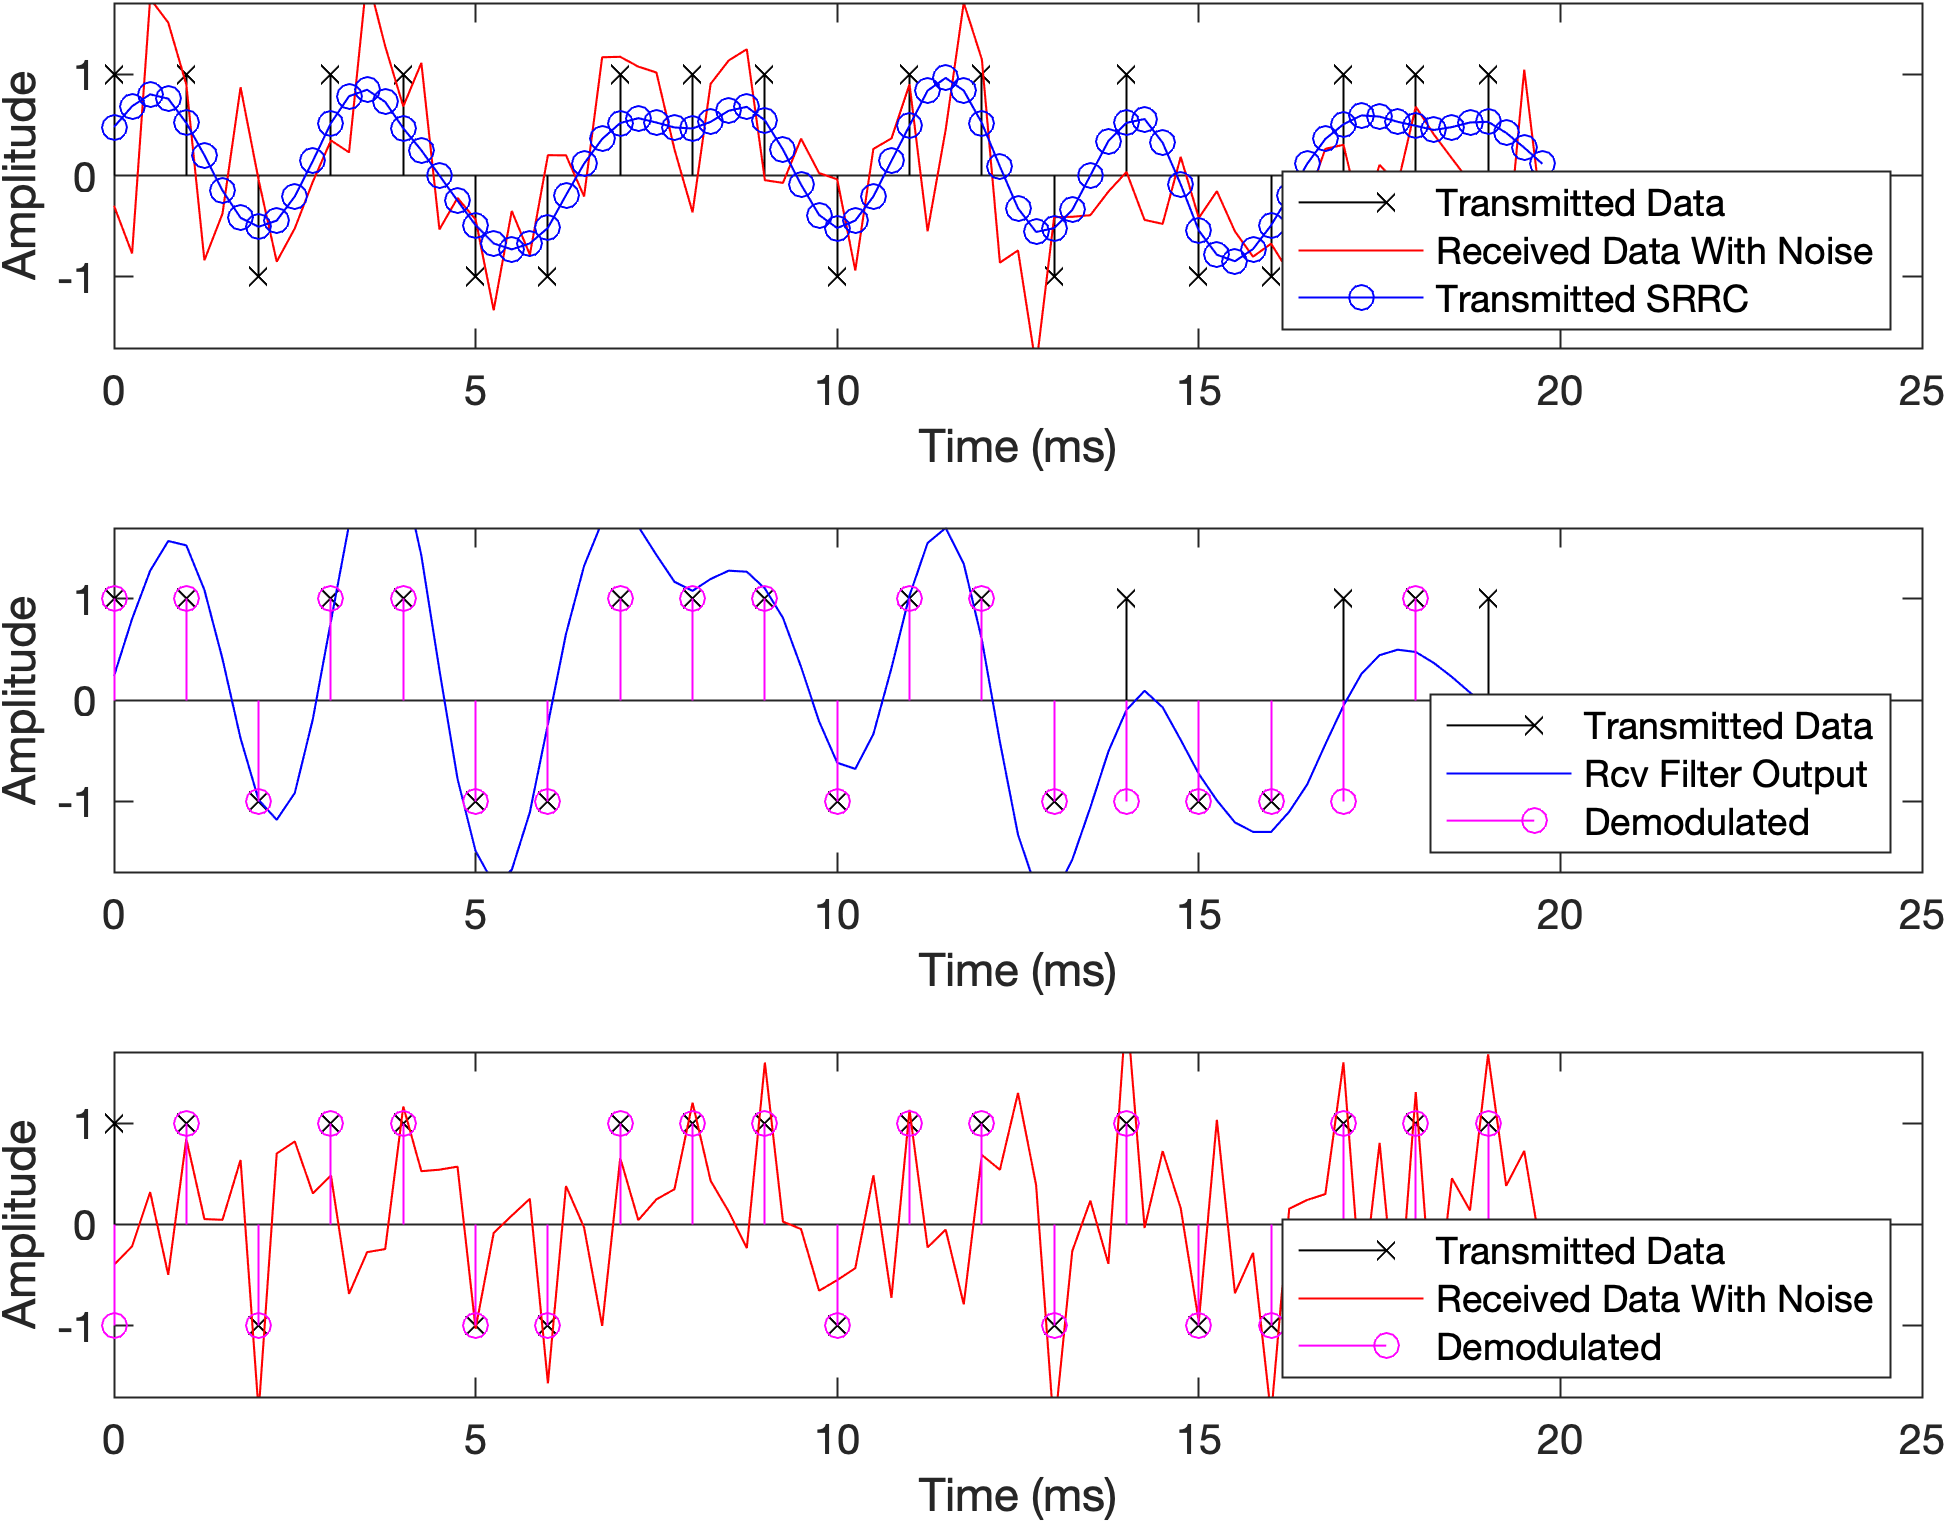 Amplitude
1
0
-1
Transmitted Data
Received Data With Noise
Transmitted SRRC
0 5 10 15 20 25
Time (ms)
Amplitude
1
0
-1
Transmitted Data
Rcv Filter Output
Demodulated
0 5 10 15 20 25
Time (ms)
Amplitude
1
0
-1
Transmitted Data
Received Data With Noise
Demodulated
0 5 10 15 20 25
Time (ms)